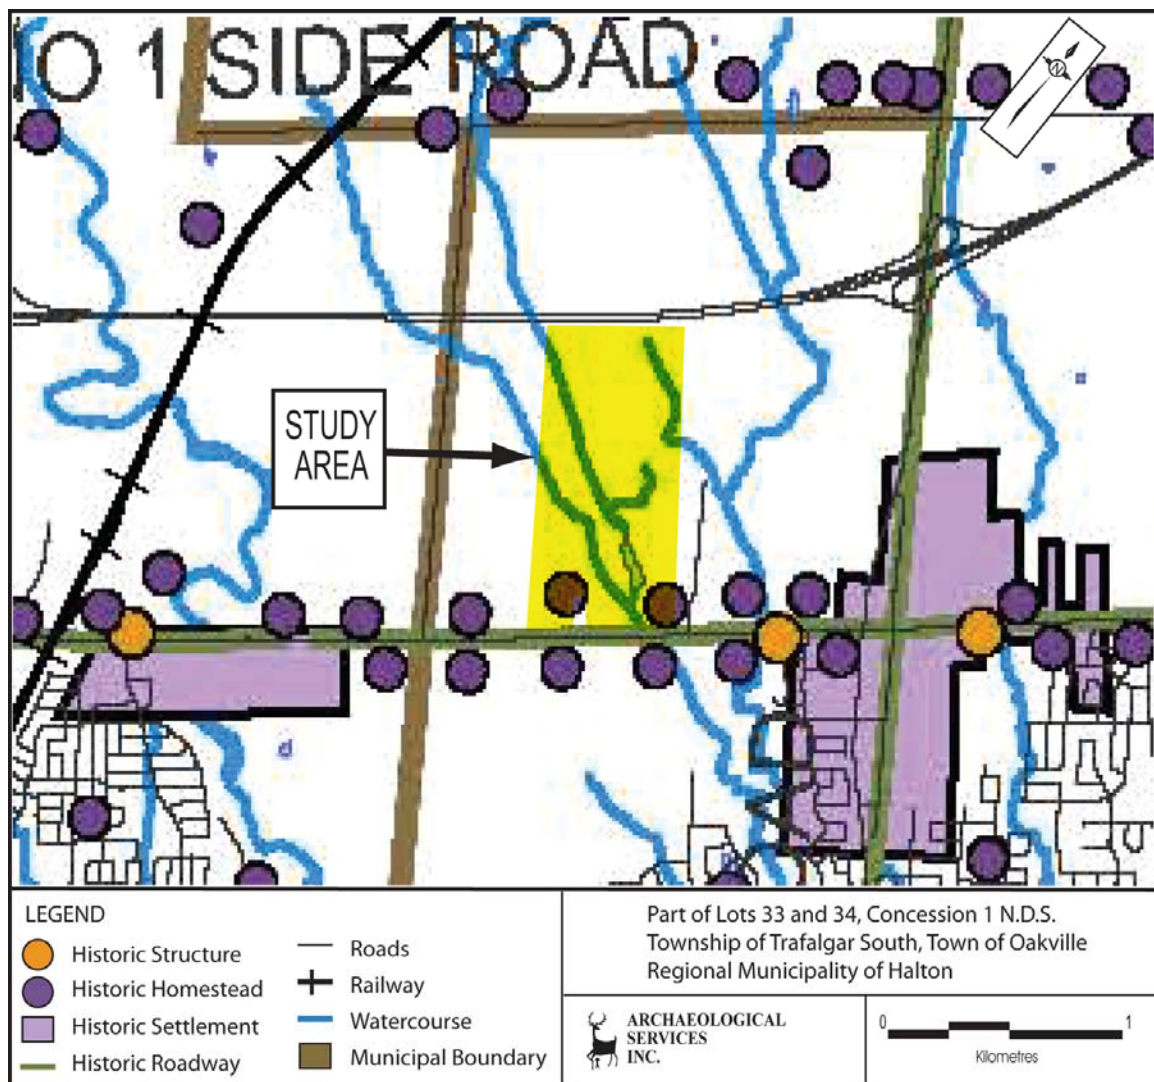 IO 1 SIDE ROAD
N
STUDY
AREA
d
LEGEND
Historic Structure
Historic Homestead
Historic Settlement
Historic Roadway
Roads
Railway
Watercourse
Municipal Boundary
Part of Lots 33 and 34, Concession 1 N.D.S.
Township of Trafalgar South, Town of Oakville
Regional Municipality of Halton
ARCHAEOLOGICAL
SERVICES
INC.
0 1
Kilometres